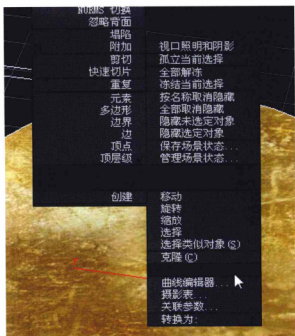 NURMS 切换
忽略背面
塌陷
附加
剪切
快速切片
重复
元素
多边形
边界
边
顶点
顶层级
视口照明和阴影
孤立当前选择
全部解冻
冻结当前选择
按名称取消隐藏
全部取消隐藏
隐藏未选定对象
隐藏选定对象
保存场景状态...
管理场景状态...
创建
移动
旋转
缩放
选择
选择类似对象(S)
克隆(C)
曲线编辑器...
摄影表...
关联参数...
转换为: